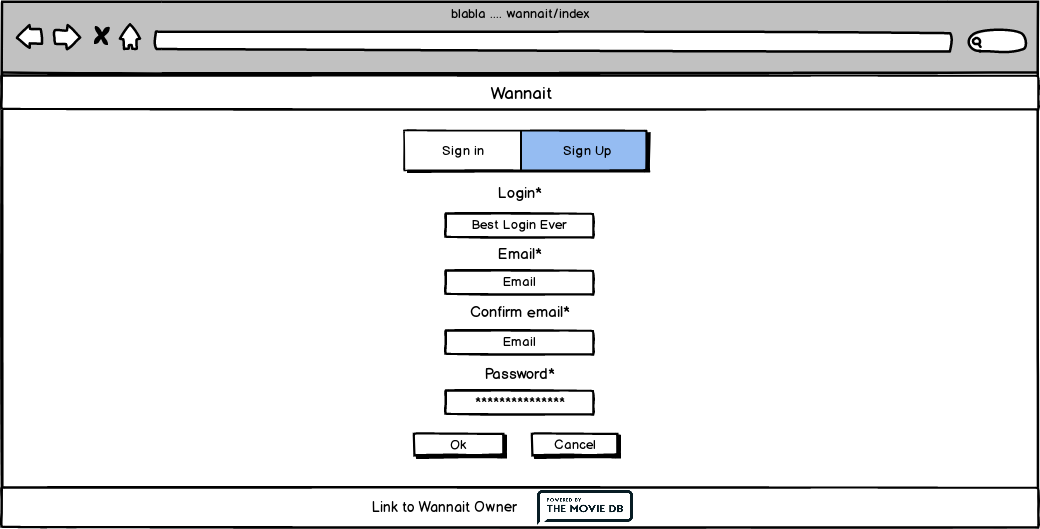 blabla .... wannait/index
Wannait
Sign in
Sign Up
Login*
Best Login Ever
Email*
Email
Confirm email*
Email
Password*
***************
Ok
Cancel
Link to Wannait Owner
POWERED BY
THE MOVIE DB